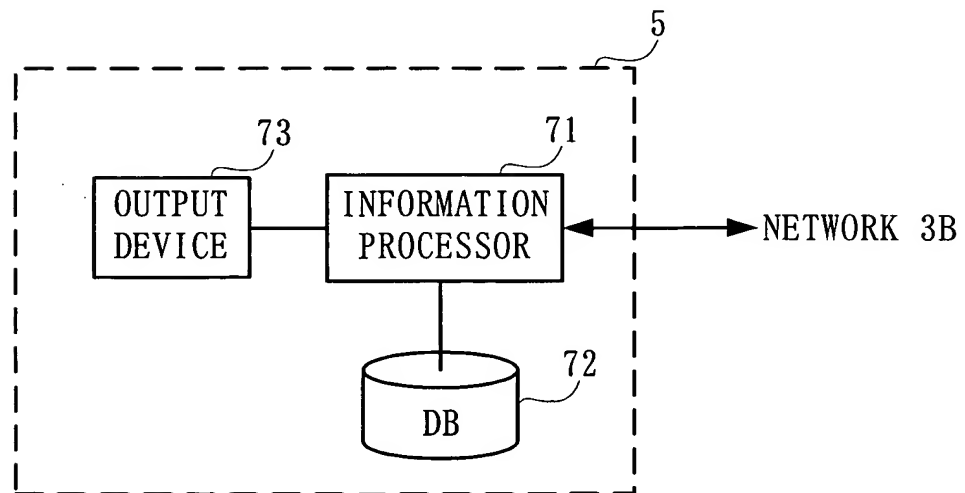 5
73
71
OUTPUT
DEVICE
INFORMATION
PROCESSOR
NETWORK 3B
72
DB